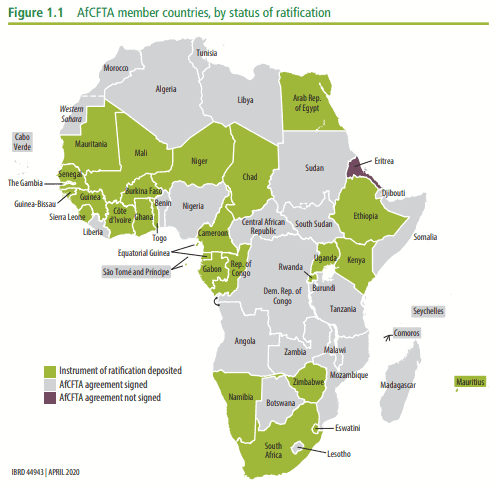 Figure 1.1 AfCFTA member countries, by status of ratification
Tunisia
Morocco
Algeria
Libya
Arab Rep.
of Egypt
Western
Sahara
Cabo
Verde
Mauritania
Mali
Niger
Chad
Sudan
Eritrea
Senegal
The Gambia
Guinea-Bissau
Guinea
Burkina Faso
Benin
Nigeria
Djibouti
Sierra Leone
Côte
d'Ivoire
Ghana
Liberia
Togo
Cameroon
Central African
Republic
South Sudan
Ethiopia
Somalia
Equatorial Guinea
São Tomé and Príncipe
Gabon
Rep. of
Congo
Uganda
Kenya
Rwanda
Burundi
Dem. Rep. of
Congo
Tanzania
Seychelles
Comoros
Angola
Zambia
Malawi
Mozambique
Madagascar
Mauritius
Zimbabwe
Namibia
Botswana
Eswatini
South
Africa
Lesotho
Instrument of ratification deposited
AfCFTA agreement signed
AfCFTA agreement not signed
IBRD 44943 | APRIL 2020